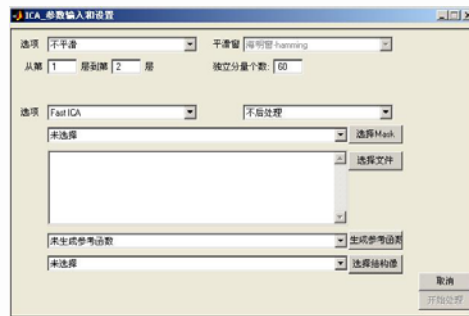 ICA_参数输入和设置
选项 不平滑 平滑窗 海明窗-hamming
从第 1 层到第 2 层 独立分量个数: 60
选项 Fast ICA 不后处理
未选择 选择Mask
选择文件
未生成参考函数 生成参考函数
未选择 选择结构像
取消
开始处理